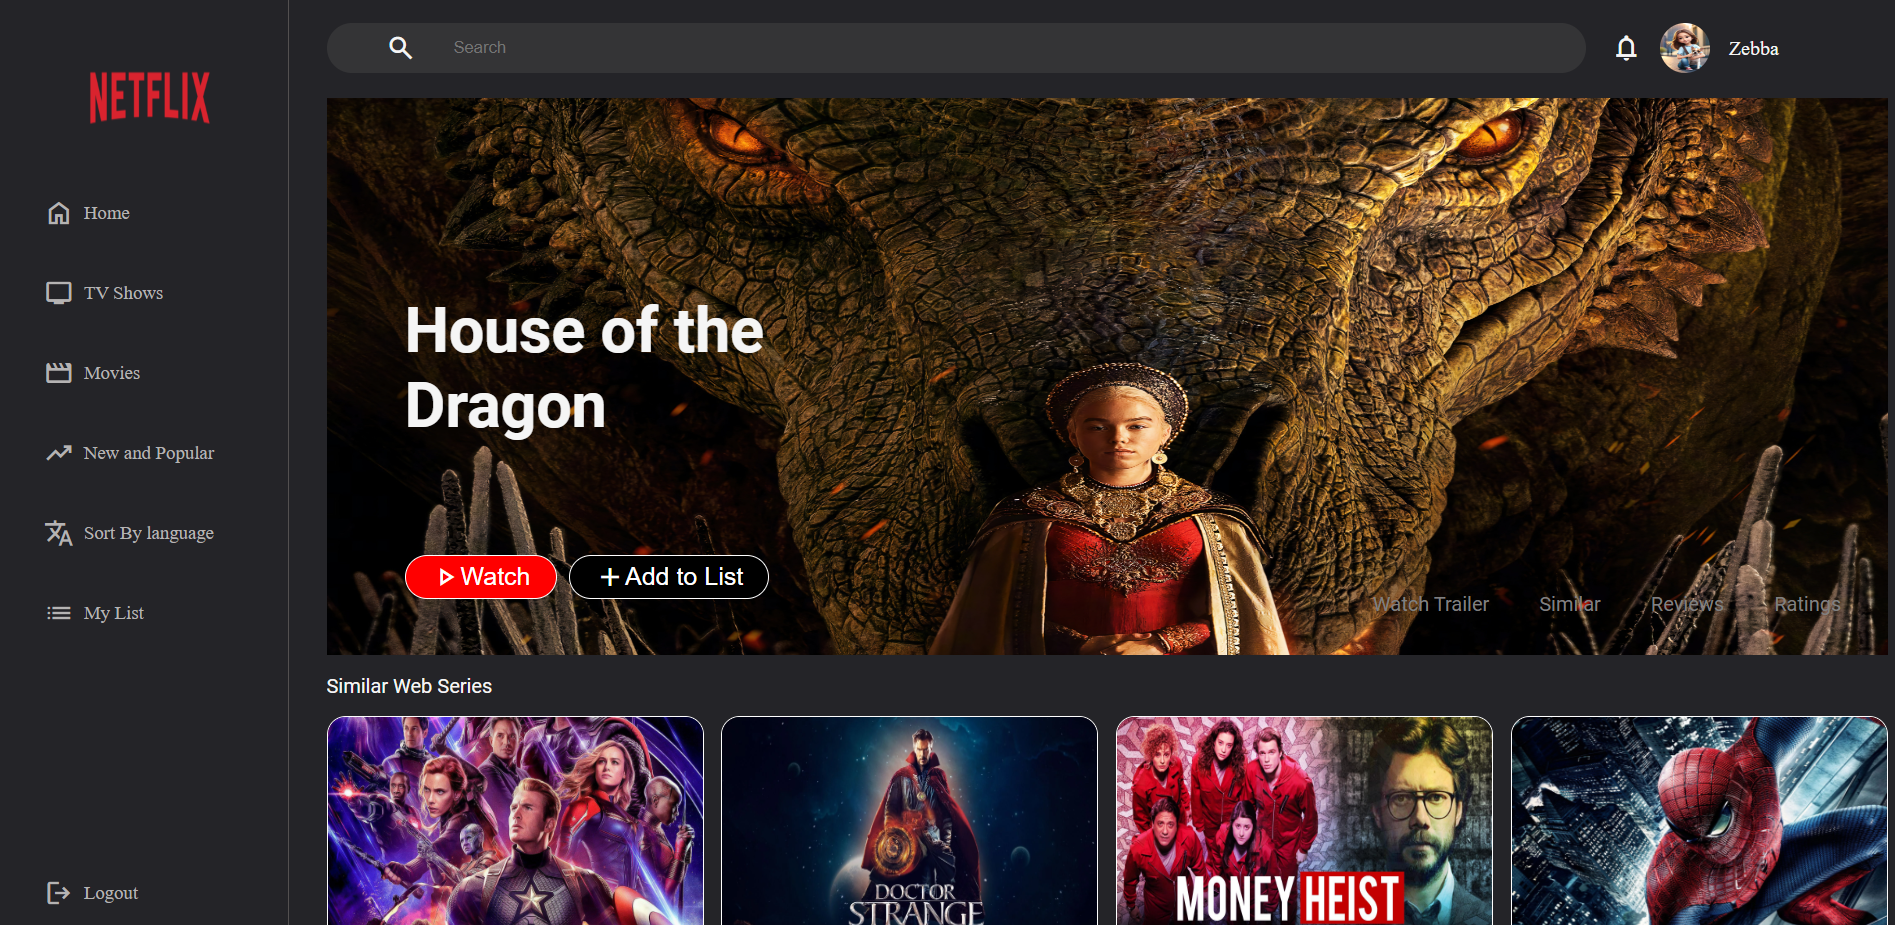 NETFLIX
Home
TV Shows
Movies
New and Popular
Sort By language
My List
Logout
Search
Zebba
House of the
Dragon
Watch
Add to List
Watch Trailer
Similar
Reviews
Ratings
Similar Web Series
DOCTOR
STRANGE
MONEY HEIST